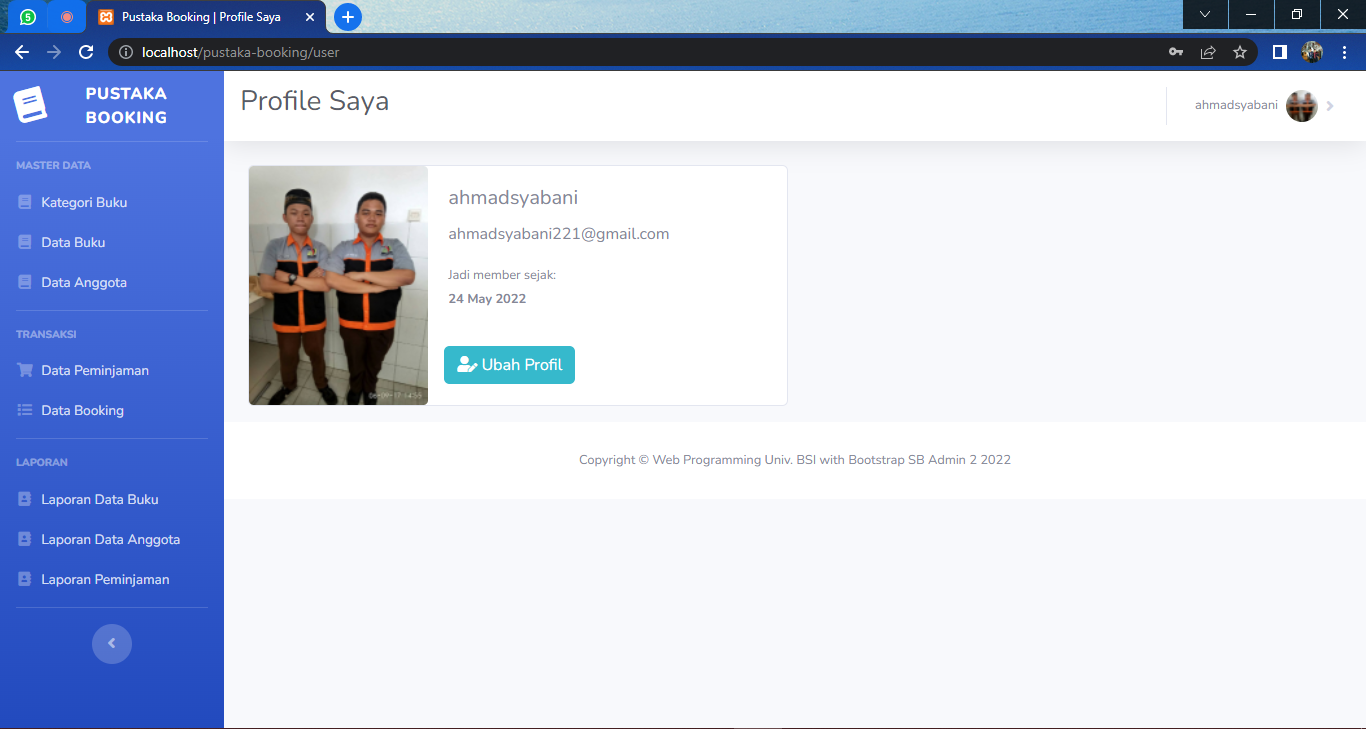 5
Pustaka Booking | Profile Saya
localhost/pustaka-booking/user
PUSTAKA
BOOKING
Profile Saya
ahmadsyabani
MASTER DATA
Kategori Buku
Data Buku
Data Anggota
TRANSAKSI
Data Peminjaman
Data Booking
LAPORAN
Laporan Data Buku
Laporan Data Anggota
Laporan Peminjaman
ahmadsyabani
ahmadsyabani221@gmail.com
Jadi member sejak:
24 May 2022
Ubah Profil
Copyright © Web Programming Univ. BSI with Bootstrap SB Admin 2 2022